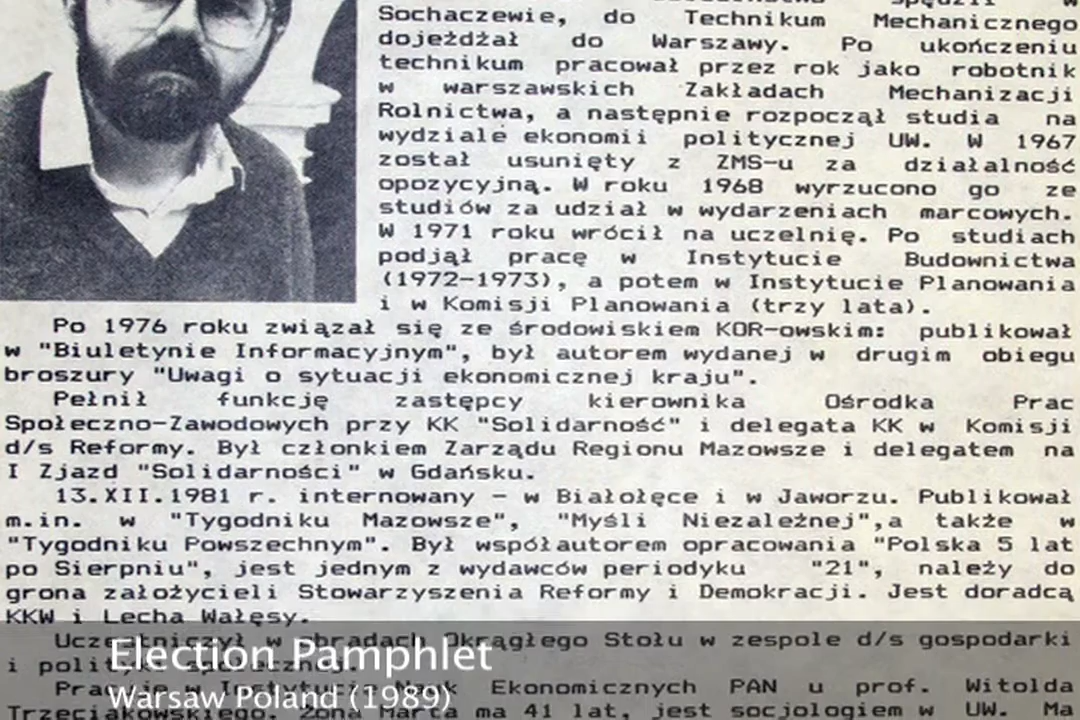 Sochaczewie, do Technikum Mechanicznego
dojeżdżał do Warszawy. Po ukończeniu
technikum pracował przez rok jako robotnik
w warszawskich Zakładach Mechanizacji
Rolnictwa, a następnie rozpoczął studia na
wydziale ekonomii politycznej UW. W 1967
został usunięty z ZMS-u za działalność
opozycyjną. W roku 1968 wyrzucono go ze
studiów za udział w wydarzeniach marcowych.
W 1971 roku wrócił na uczelnię. Po studiach
podjął pracę w Instytucie Budownictwa
(1972-1973), a potem w Instytucie Planowania
i w Komisji Planowania (trzy lata).
Po 1976 roku związał się ze środowiskiem KOR-owskim: publikował
w "Biuletynie Informacyjnym", był autorem wydanej w drugim obiegu
broszury "Uwagi o sytuacji ekonomicznej kraju".
Pełnił funkcję zastępcy kierownika Ośrodka Prac
Społeczno-Zawodowych przy KK "Solidarność" i delegata KK w Komisji
d/s Reformy. Był członkiem Zarządu Regionu Mazowsze i delegatem na
I Zjazd "Solidarności" w Gdańsku.
13.XII.1981 r. internowany - w Białołęce i w Jaworzu. Publikował
m.in. w "Tygodniku Mazowsze", "Myśli Niezależnej",a także w
"Tygodniku Powszechnym". Był współautorem opracowania "Polska 5 lat
po Sierpniu", jest jednym z wydawców periodyku "21", należy do
grona założycieli Stowarzyszenia Reformy i Demokracji. Jest doradcą
KKW i Lecha Wałęsy.
Uczestniczył w obradach Okrągłego Stołu w zespole d/s gospodarki
i polityki społecznej.
Election Pamphlet
Pracuje w Instytucie Nauk Ekonomicznych PAN u prof. Witolda
Warsaw Poland (1989)
Trzeciakowskiego. Żona Marta ma 41 lat, jest socjologiem w UW. Ma